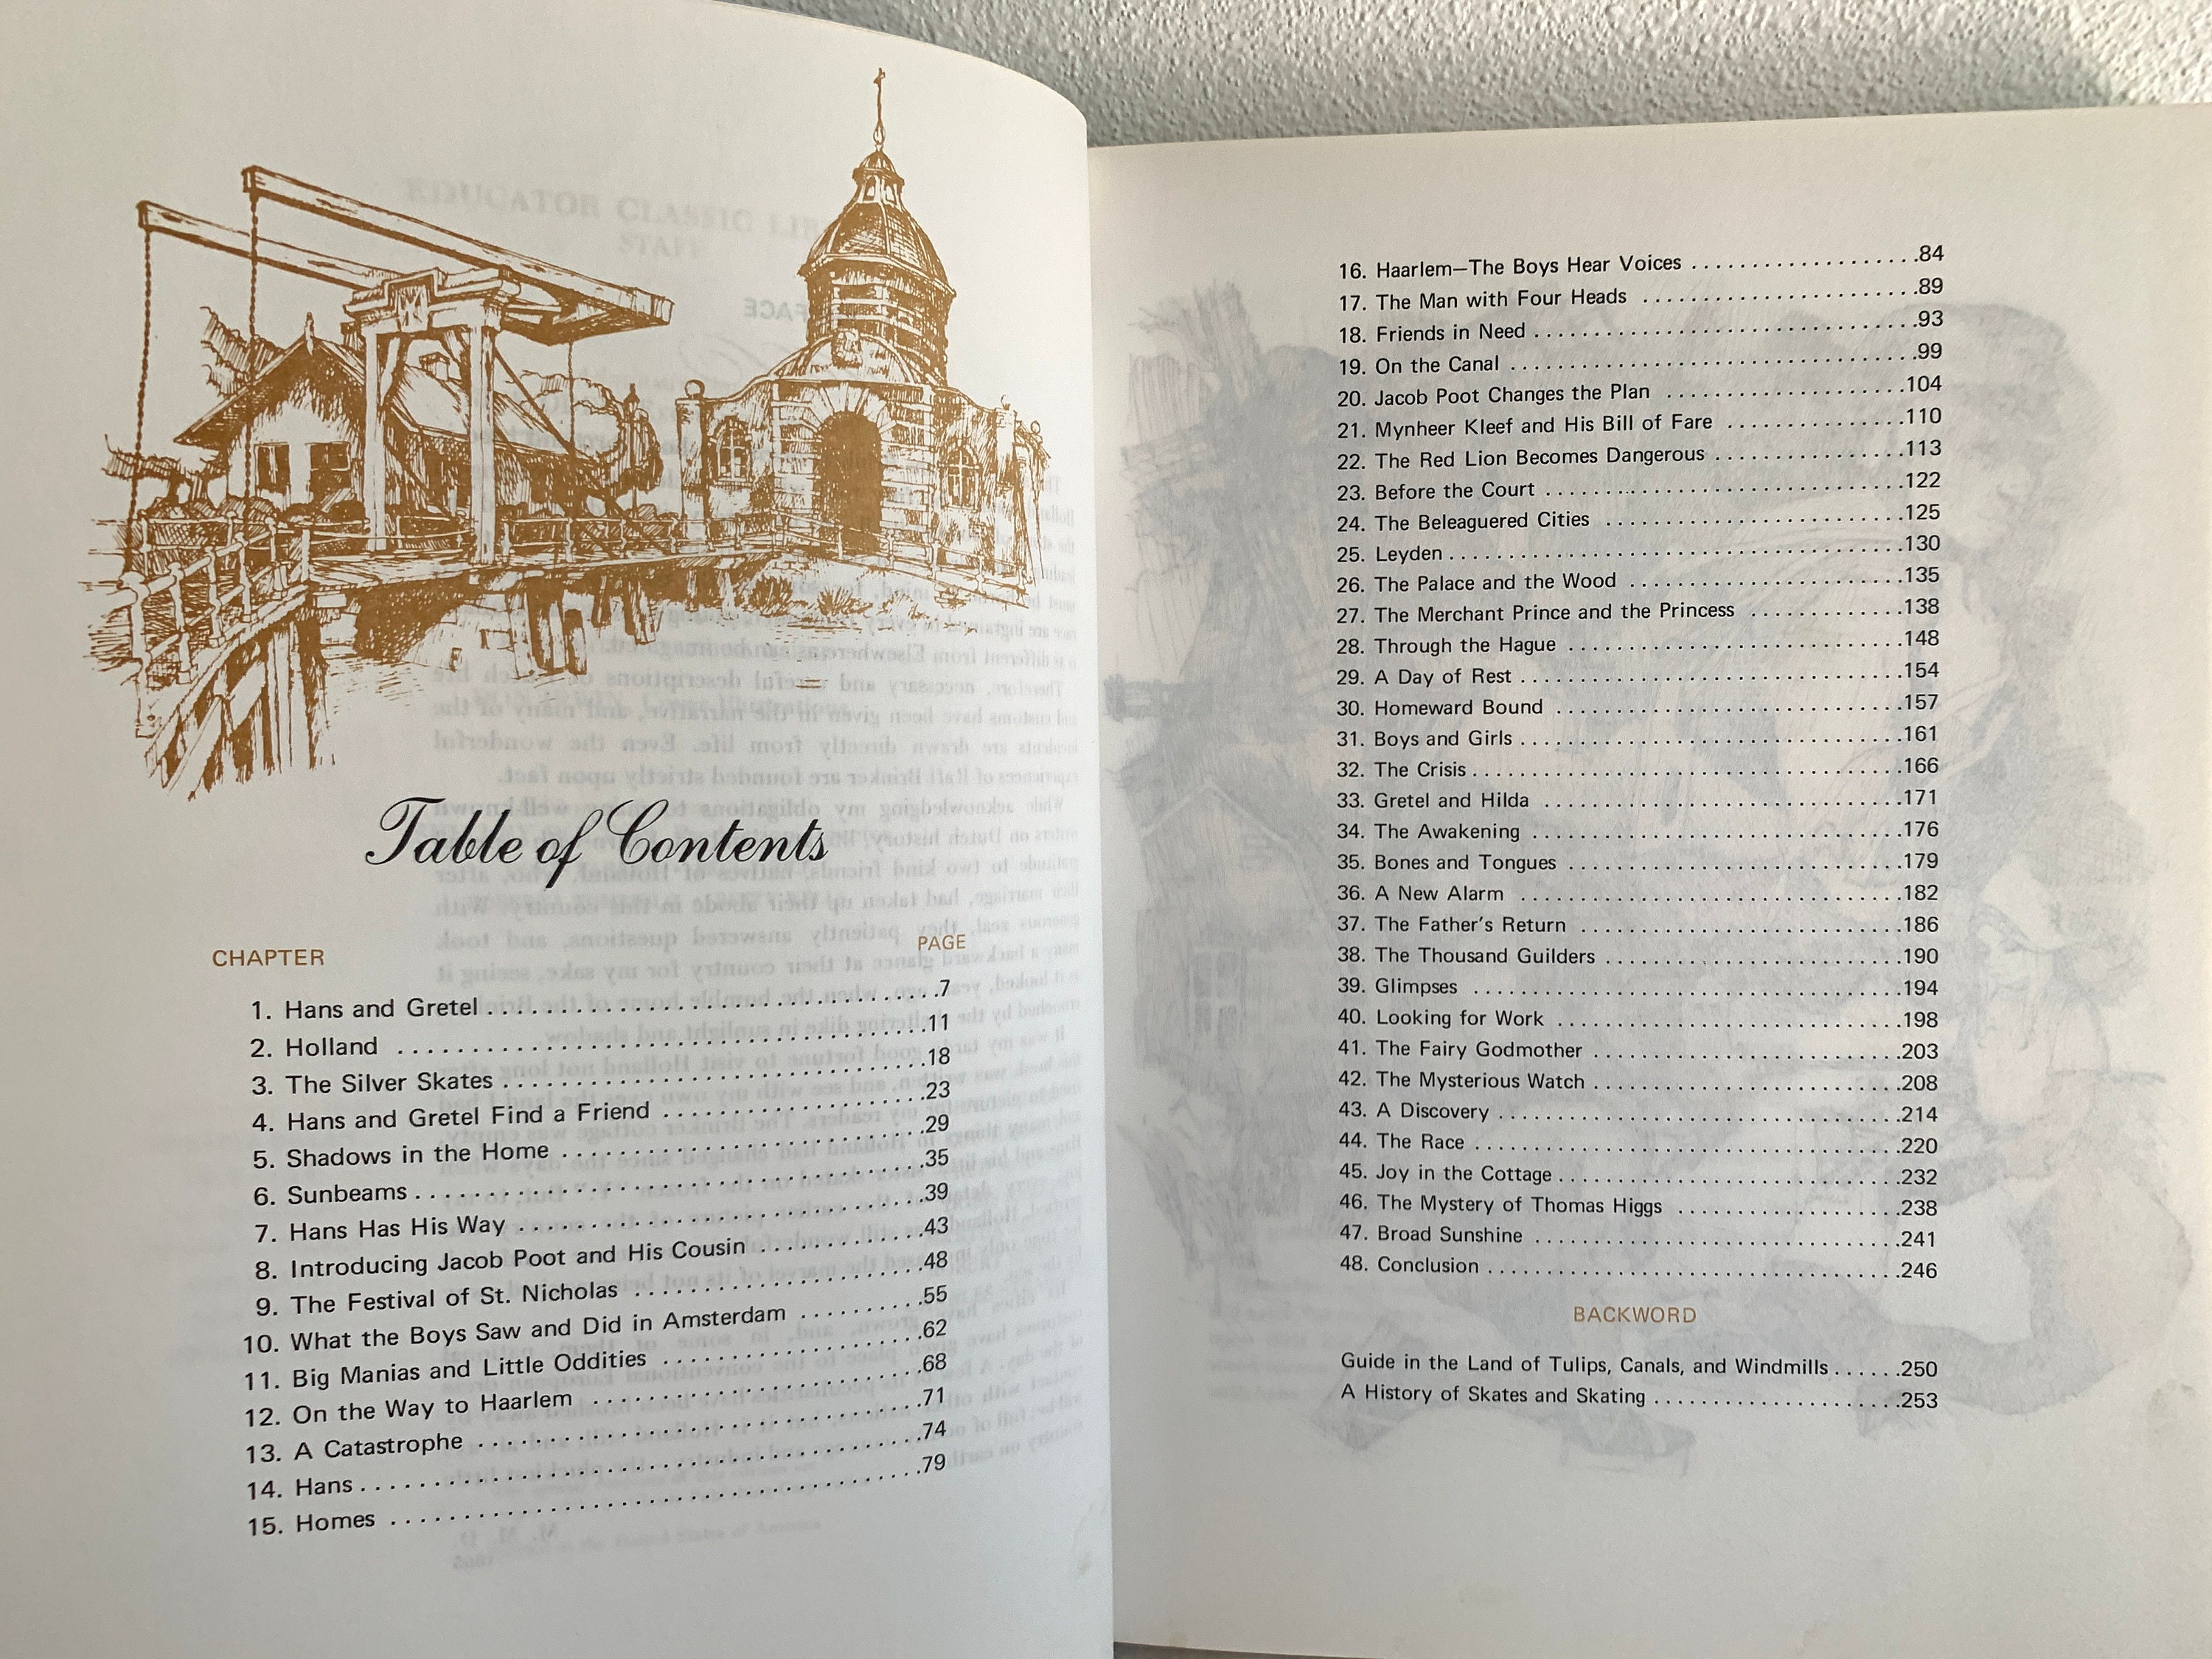 Table of Contents
CHAPTER PAGE
1. Hans and Gretel ..............................7
2. Holland ....................................11
3. The Silver Skates ............................18
4. Hans and Gretel Find a Friend ..................23
5. Shadows in the Home ........................29
6. Sunbeams..................................35
7. Hans Has His Way ...........................39
8. Introducing Jacob Poot and His Cousin ...........43
9. The Festival of St. Nicholas ...................48
10. What the Boys Saw and Did in Amsterdam ........55
11. Big Manias and Little Oddities .................62
12. On the Way to Haarlem ......................68
13. A Catastrophe ..............................71
14. Hans......................................74
15. Homes ....................................79
16. Haarlem—The Boys Hear Voices ...................84
17. The Man with Four Heads .......................89
18. Friends in Need ................................93
19. On the Canal ..................................99
20. Jacob Poot Changes the Plan ....................104
21. Mynheer Kleef and His Bill of Fare ...............110
22. The Red Lion Becomes Dangerous ................113
23. Before the Court ..............................122
24. The Beleaguered Cities .........................125
25. Leyden ......................................130
26. The Palace and the Wood .......................135
27. The Merchant Prince and the Princess .............138
28. Through the Hague ............................148
29. A Day of Rest ................................154
30. Homeward Bound .............................157
31. Boys and Girls ................................161
32. The Crisis....................................166
33. Gretel and Hilda ..............................171
34. The Awakening ...............................176
35. Bones and Tongues ............................179
36. A New Alarm ................................182
37. The Father's Return ...........................186
38. The Thousand Guilders .........................190
39. Glimpses ....................................194
40. Looking for Work .............................198
41. The Fairy Godmother ..........................203
42. The Mysterious Watch ..........................208
43. A Discovery ..................................214
44. The Race ....................................220
45. Joy in the Cottage .............................232
46. The Mystery of Thomas Higgs ...................238
47. Broad Sunshine ...............................241
48. Conclusion ...................................246
BACKWORD
Guide in the Land of Tulips, Canals, and Windmills ......250
A History of Skates and Skating .....................253